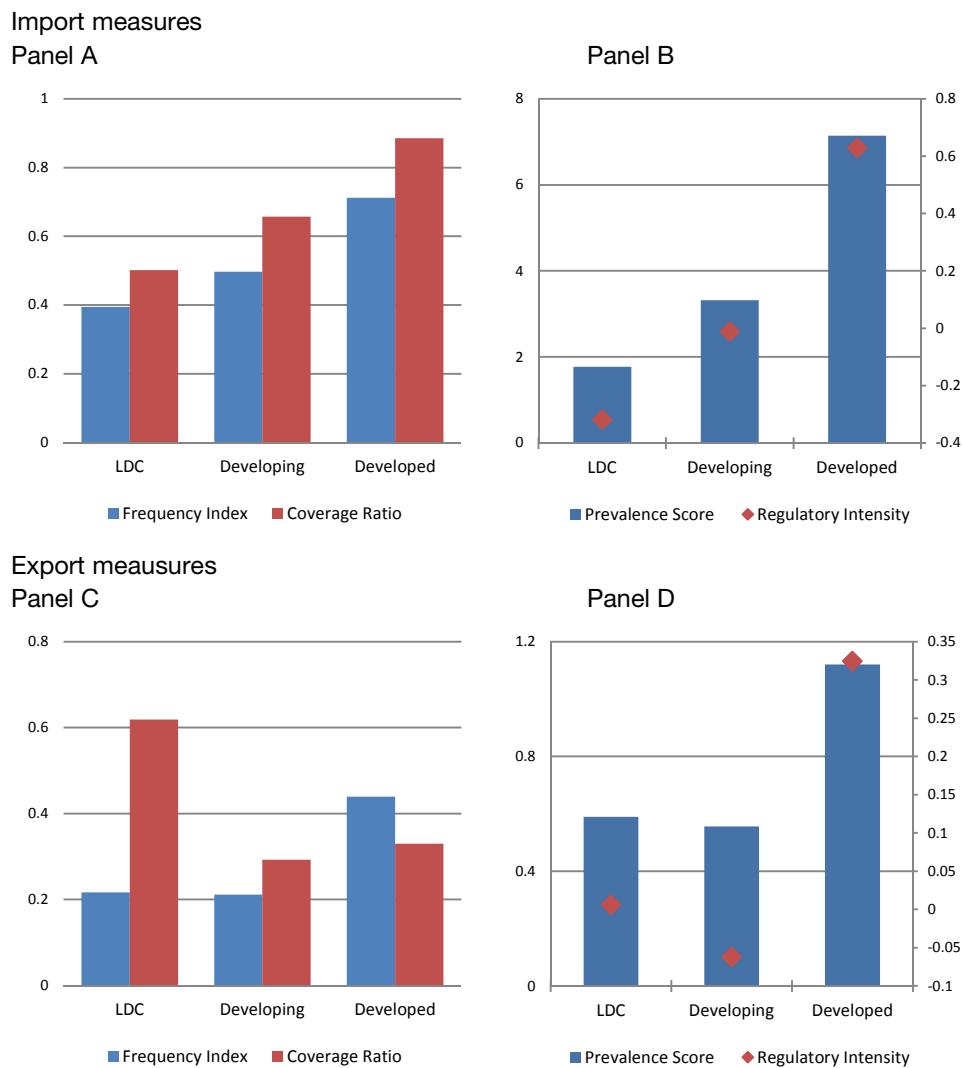 Import measures
Panel A
Panel B
1
0.8
0.6
0.4
0.2
0
LDC Developing Developed
Frequency Index Coverage Ratio
8
6
4
2
0
0.8
0.6
0.4
0.2
0
-0.2
-0.4
LDC Developing Developed
Prevalence Score Regulatory Intensity
Export meausures
Panel C
Panel D
0.8
0.6
0.4
0.2
0
LDC Developing Developed
Frequency Index Coverage Ratio
1.2
0.8
0.4
0
0.35
0.3
0.25
0.2
0.15
0.1
0.05
0
-0.05
-0.1
LDC Developing Developed
Prevalence Score Regulatory Intensity